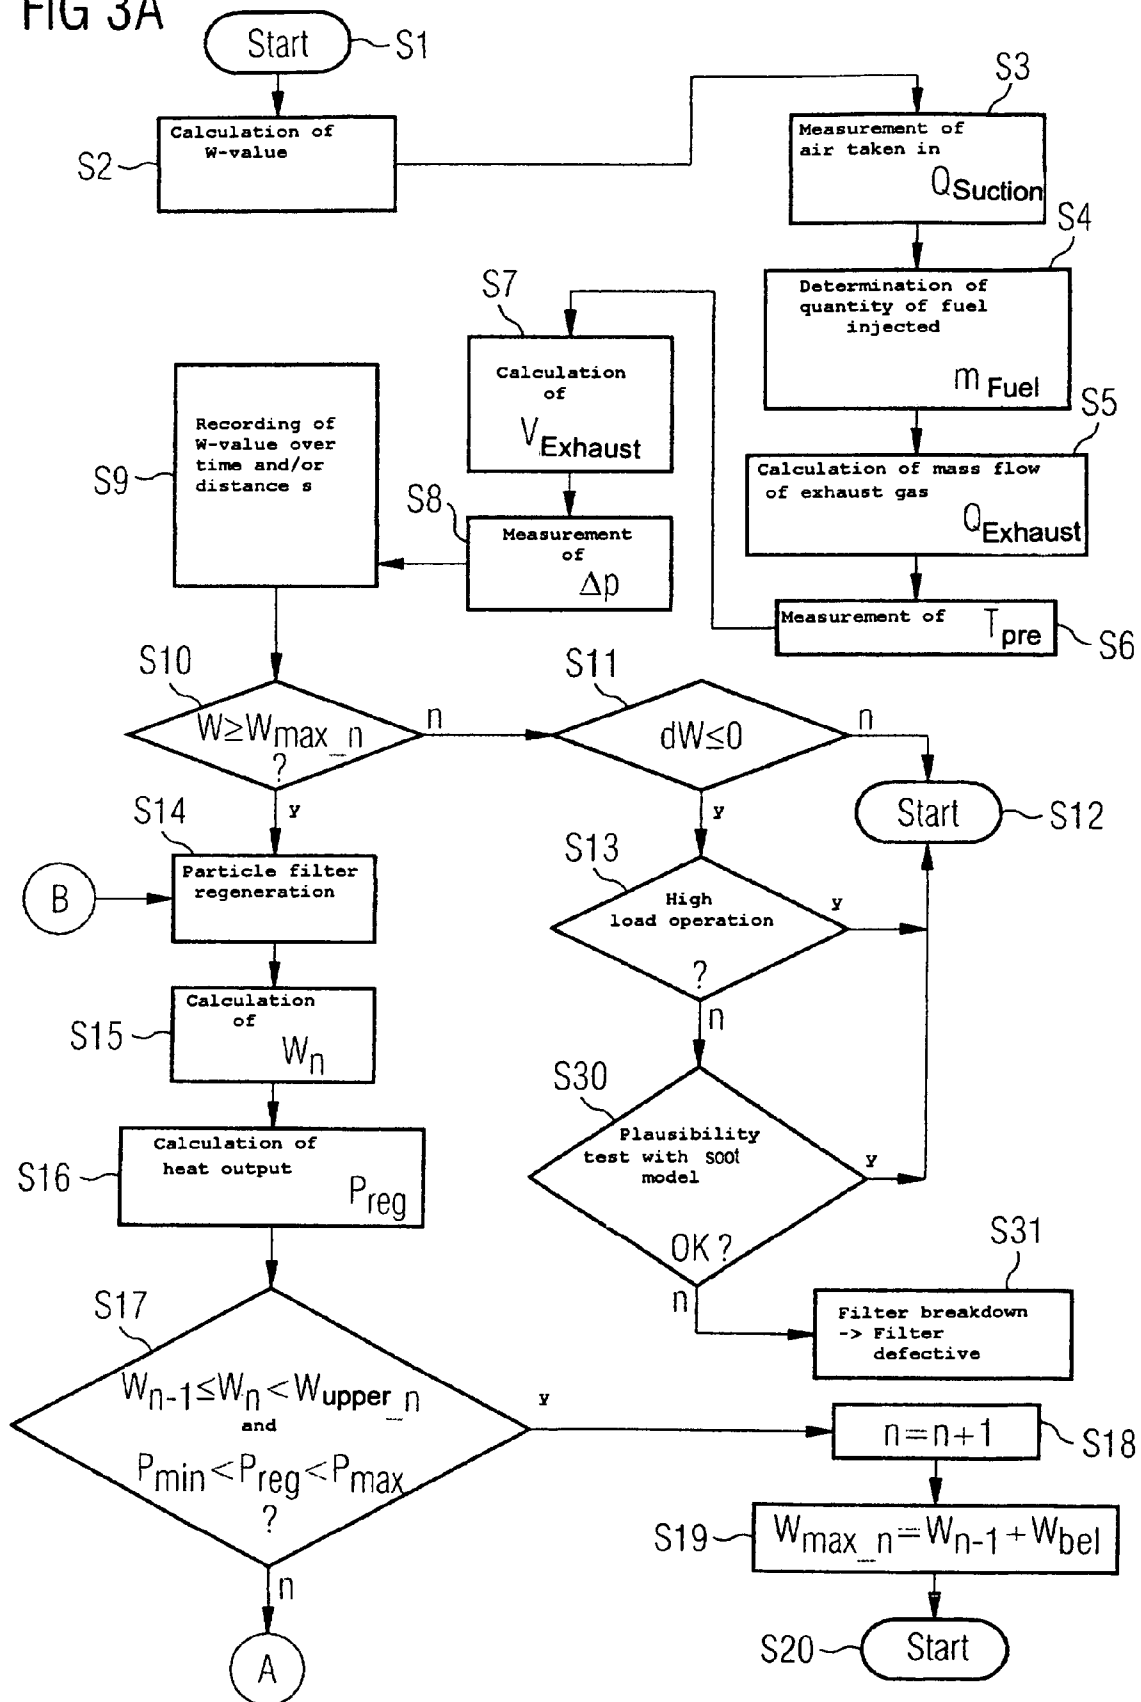 FIG 3A
Start
S1
Calculation of
W-value
S2
S3
Measurement of
air taken in
QSuction
S4
Determination of
quantity of fuel
injected
m Fuel
S5
Calculation of mass flow
of exhaust gas
QExhaust
Measurement of Tpre
S6
S7
Calculation
of
VExhaust
S8
Measurement
of
Δp
Recording of
W-value over
time and/or
distance s
S9
S10
W≥Wmax_n
?
n
y
S11
dW≤0
n
y
Start
S12
S13
High
load operation
?
y
n
S14
Particle filter
regeneration
B
Calculation
of
Wn
S15
Calculation of
heat output
Preg
S16
S30
Plausibility
test with soot
model
OK?
y
n
S31
Filter breakdown
-> Filter
defective
S17
Wn-1≤Wn<Wupper_n
and
Pmin<Preg<Pmax
?
y
n
A
n=n+1
S18
S19
Wmax_n=Wn-1+Wbel
S20
Start